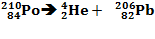 ²¹⁰₈₄Po➔ ⁴₂He + ²⁰⁶₈₂Pb